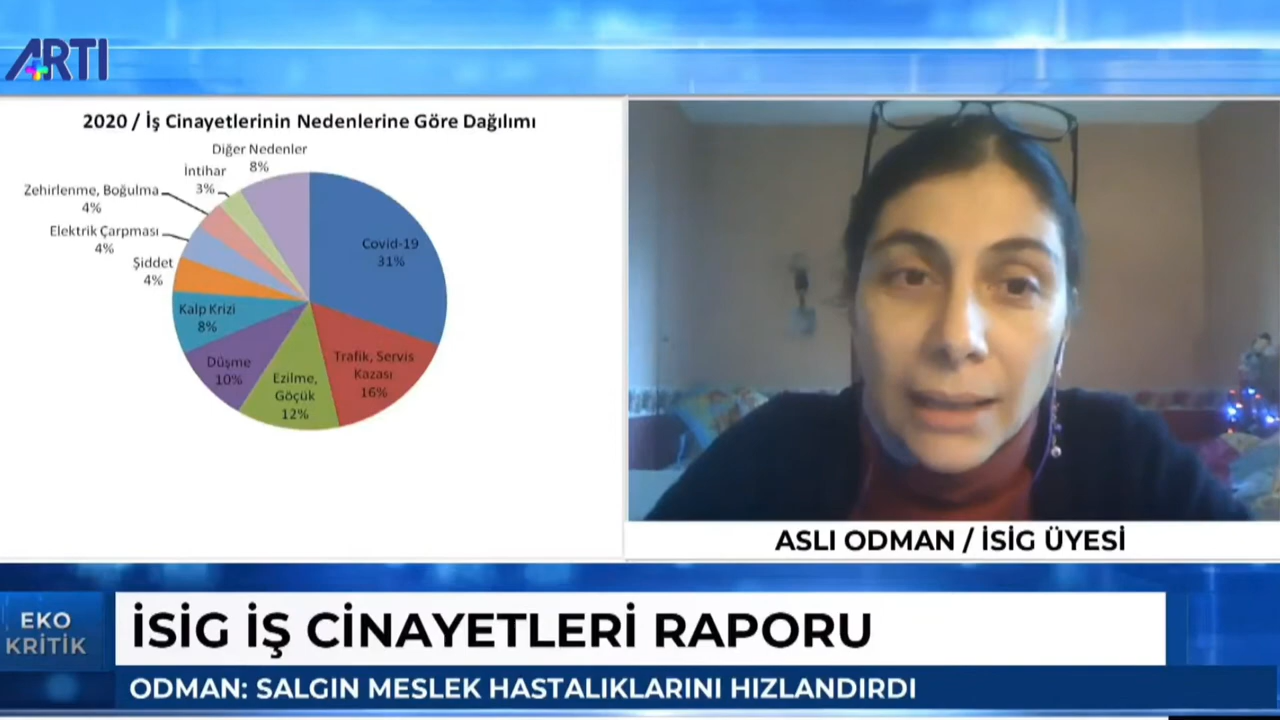 ARTI
2020 / İş Cinayetlerinin Nedenlerine Göre Dağılımı
Diğer Nedenler
8%
İntihar
3%
Zehirlenme, Boğulma
4%
Elektrik Çarpması
4%
Şiddet
4%
Kalp Krizi
8%
Düşme
10%
Ezilme,
Göçük
12%
Trafik, Servis
Kazası
16%
Covid-19
31%
ASLI ODMAN / İSİG ÜYESİ
EKO
KRİTİK
İSİG İŞ CİNAYETLERİ RAPORU
ODMAN: SALGIN MESLEK HASTALIKLARINI HIZLANDIRDI